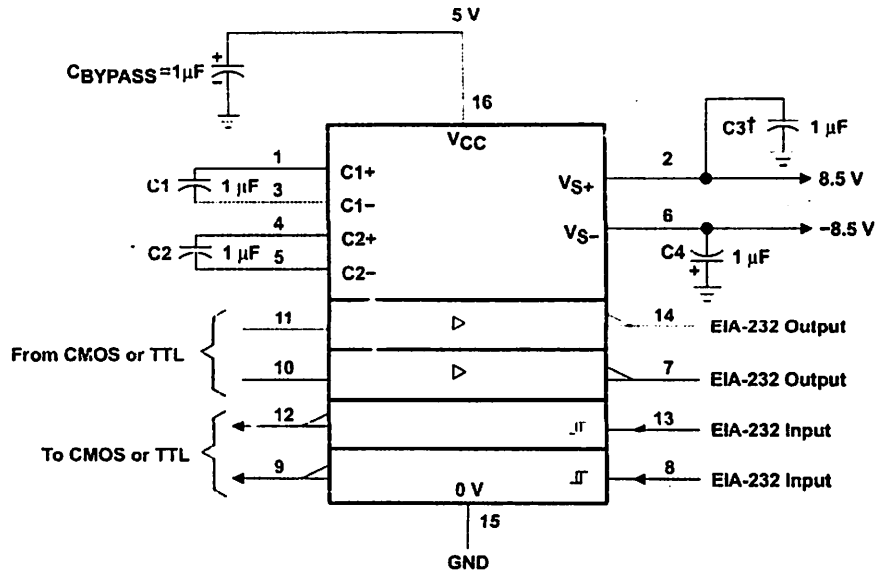 5 V
CBYPASS = 1µF
+
–
16
VCC
C3† 1 µF
1
C1+
2
VS+
8.5 V
C1 1 µF
3
C1–
4
C2+
6
VS–
–8.5 V
C2 1 µF
5
C2–
C4
+
1 µF
11
14
EIA-232 Output
From CMOS or TTL
10
7
EIA-232 Output
12
13
EIA-232 Input
To CMOS or TTL
9
8
EIA-232 Input
0 V
15
GND